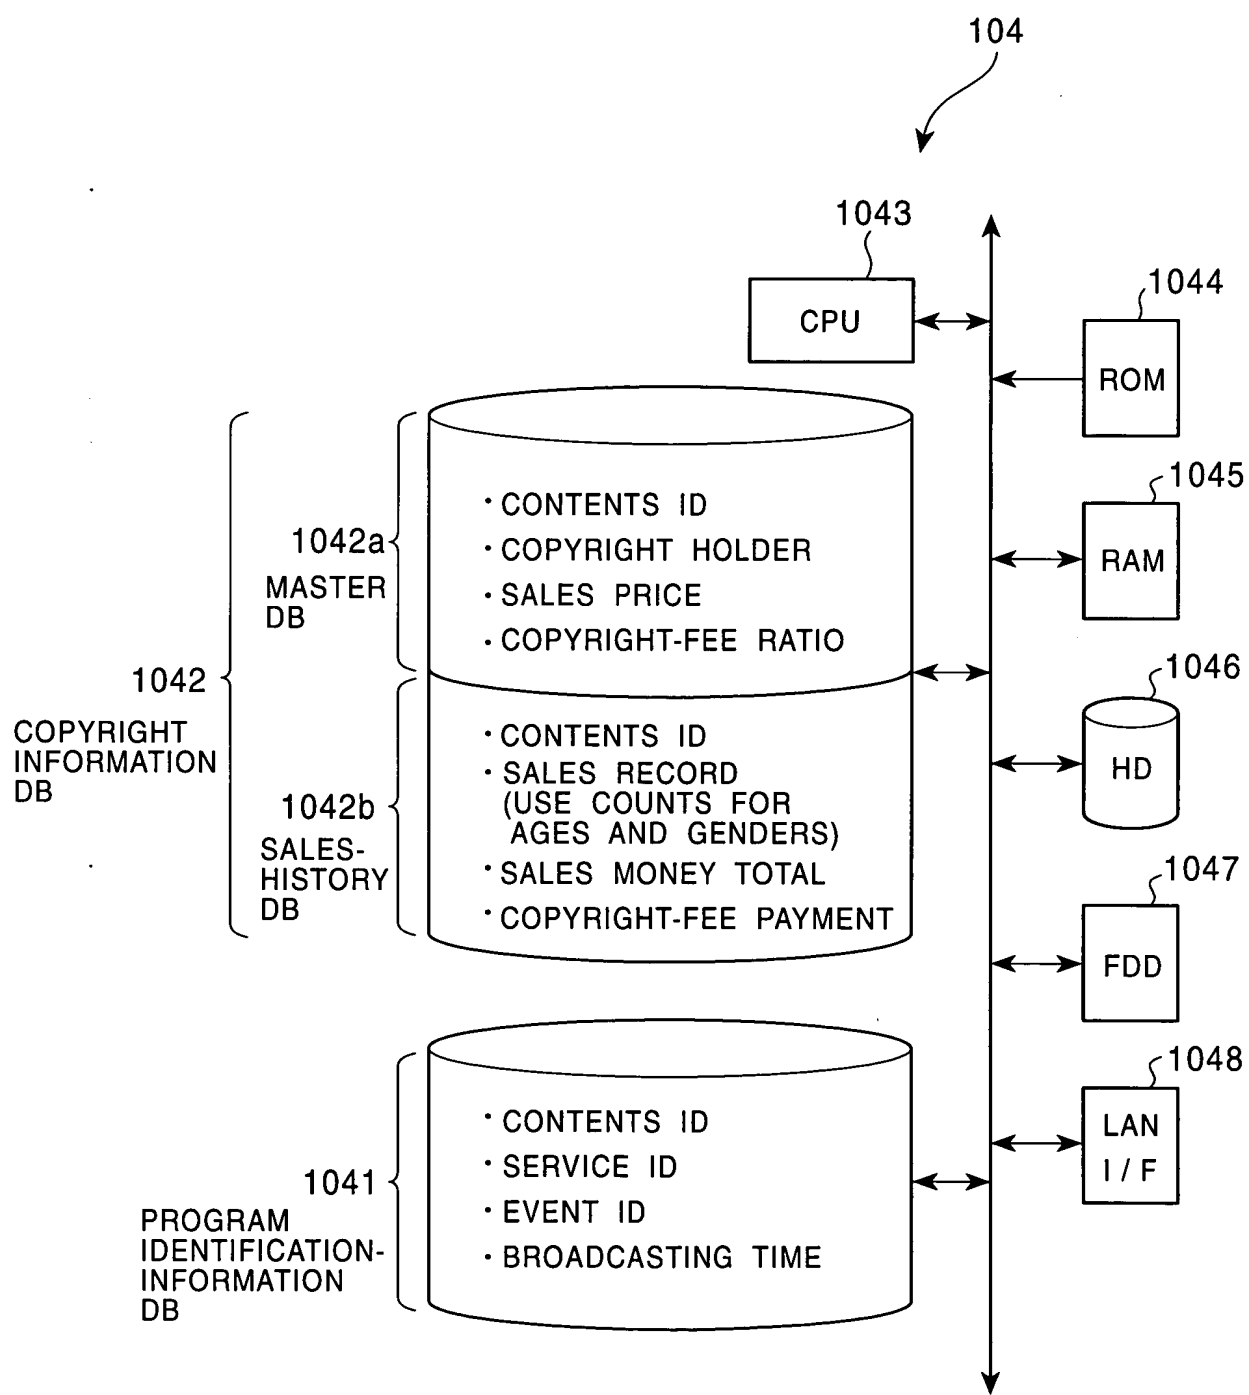 104
1043
CPU
1044
ROM
1045
RAM
1046
HD
1047
FDD
1048
LAN
I/F
1042
COPYRIGHT
INFORMATION
DB
1042a
MASTER
DB
· CONTENTS ID
· COPYRIGHT HOLDER
· SALES PRICE
· COPYRIGHT-FEE RATIO
1042b
SALES-
HISTORY
DB
· CONTENTS ID
· SALES RECORD
(USE COUNTS FOR
AGES AND GENDERS)
· SALES MONEY TOTAL
· COPYRIGHT-FEE PAYMENT
1041
PROGRAM
IDENTIFICATION-
INFORMATION
DB
· CONTENTS ID
· SERVICE ID
· EVENT ID
· BROADCASTING TIME